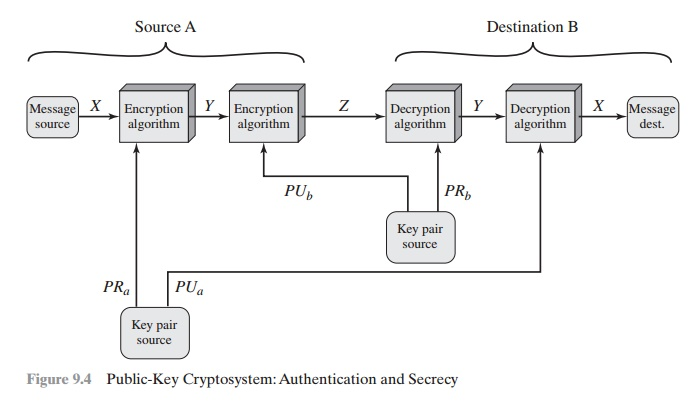 Source A
Destination B
Message source
X
Encryption algorithm
Y
Encryption algorithm
Z
Decryption algorithm
Y
Decryption algorithm
X
Message dest.
PUb
PRb
Key pair source
PRa
PUa
Key pair source
Figure 9.4 Public-Key Cryptosystem: Authentication and Secrecy